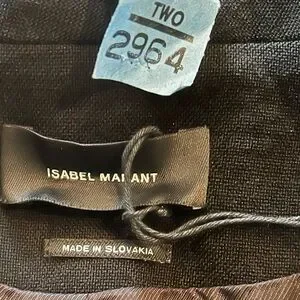 TWO
2964
ISABEL MARANT
MADE IN SLOVAKIA